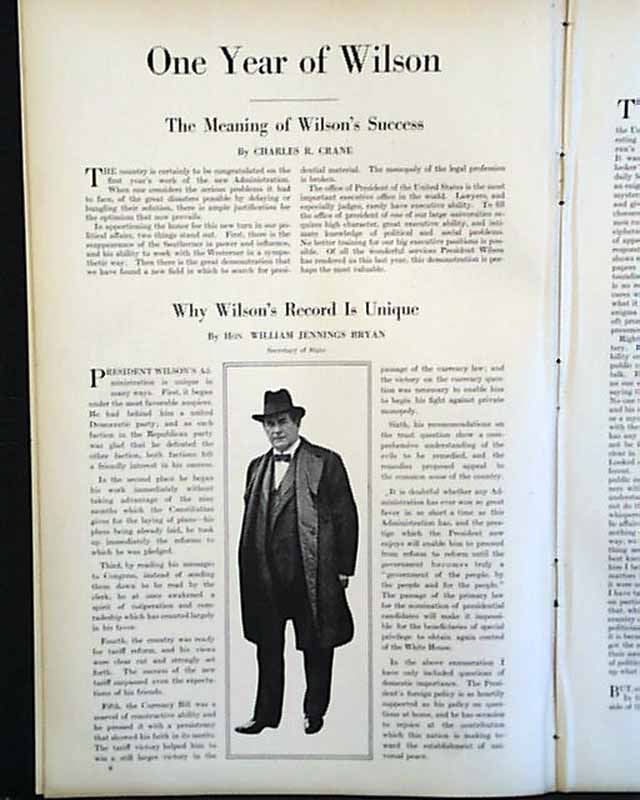 One Year of Wilson
The Meaning of Wilson's Success
By CHARLES R. CRANE
THE country is certainly to be congratulated on the
first year's work of the new Administration.
When one considers the serious problems it had
to face, of the great disasters possible by delaying or
bungling their solution, there is ample justification for
the optimism that now prevails.
In apportioning the honor for this new turn in our po-
litical affairs, two things stand out. First, there is the
reappearance of the Southerner in power and influence,
and his ability to work with the Westerner in a sympa-
thetic way. Then there is the great demonstration that
we have found a new field in which to search for presi-
dential material. The monopoly of the legal profession
is broken.
The office of President of the United States is the most
important executive office in the world. Lawyers, and
especially judges, rarely have executive ability. To fill
the office of president of one of our large universities re-
quires high character, great executive ability, and inti-
mate knowledge of political and social problems.
No better training for our big executive positions is pos-
sible. Of all the wonderful services President Wilson
has rendered in this last year, this demonstration is per-
haps the most valuable.
Why Wilson's Record Is Unique
By HON. WILLIAM JENNINGS BRYAN
Secretary of State
PRESIDENT WILSON'S Ad-
ministration is unique in
many ways. First, it began
under the most favorable auspices.
He had behind him a united
Democratic party; and as each
faction in the Republican party
was glad that he defeated the
other faction, both factions felt
a friendly interest in his success.
In the second place he began
his work immediately without
taking advantage of the nine
months which the Constitution
gives for the laying of plans—his
plans being already laid, he took
up immediately the reforms to
which he was pledged.
Third, by reading his messages
to Congress, instead of sending
them down to be read by the
clerk, he at once awakened a
spirit of coöperation and com-
radeship which has counted largely
in his favor.
Fourth, the country was ready
for tariff reform, and his views
were clear cut and strongly set
forth. The success of the new
tariff surpassed even the expecta-
tions of his friends.
Fifth, the Currency Bill was a
marvel of constructive ability and
he pressed it with a persistency
that showed his faith in its merits.
The tariff victory helped him to
win a still larger victory in the
passage of the currency law; and
the victory on the currency ques-
tion was necessary to enable him
to begin his fight against private
monopoly.
Sixth, his recommendations on
the trust question show a com-
prehensive understanding of the
evils to be remedied, and the
remedies proposed appeal to
the common sense of the country.
It is doubtful whether any Ad-
ministration has ever won so great
favor in so short a time as this
Administration has, and the pres-
tige which the President now
enjoys will enable him to proceed
from reform to reform until the
government becomes truly a
"government of the people, by
the people and for the people."
The passage of the primary law
for the nomination of presidential
candidates will make it impossi-
ble for the beneficiaries of special
privilege to obtain again control
of the White House.
In the above enumeration I
have only included questions of
domestic importance. The Presi-
dent's foreign policy is as heartily
supported as his policy on ques-
tions at home, and he has occasion
to rejoice at the contribution
which this nation is making to-
ward the establishment of uni-
versal peace.